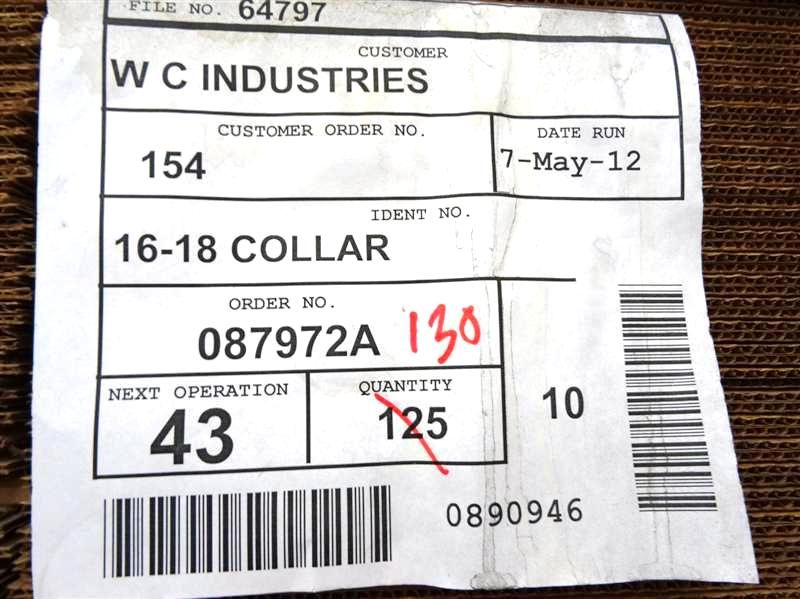 FILE NO. 64797
CUSTOMER
W C INDUSTRIES
CUSTOMER ORDER NO.
154
DATE RUN
7-May-12
IDENT NO.
16-18 COLLAR
ORDER NO.
087972A 130
NEXT OPERATION
43
QUANTITY
125
10
0890946